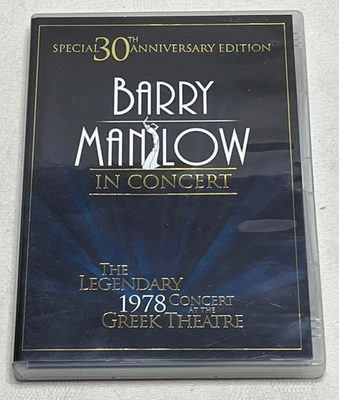 SPECIAL 30TH ANNIVERSARY EDITION
BARRY
MANILOW
IN CONCERT
THE
LEGENDARY
1978 CONCERT
AT THE
GREEK THEATRE